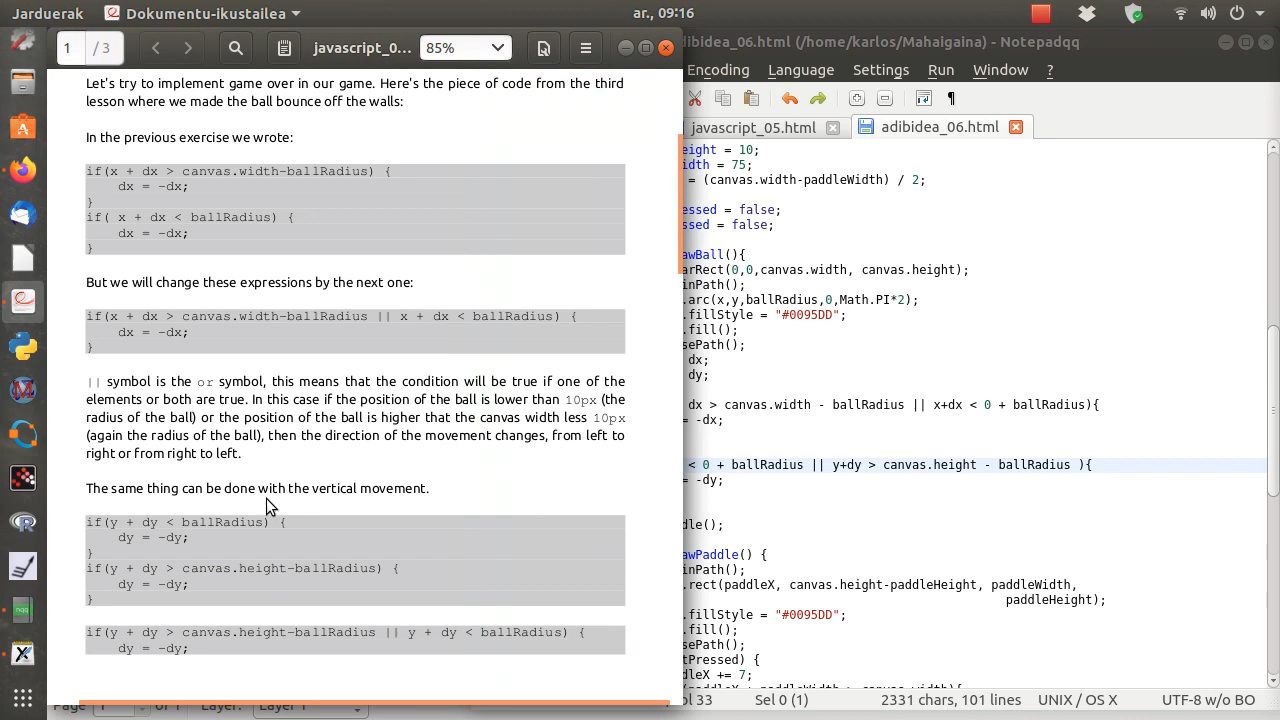 Jarduerak
Dokumentu-ikustailea
ar., 09:16
1 / 3
javascript_0...
85%
Let's try to implement game over in our game. Here's the piece of code from the third
lesson where we made the ball bounce off the walls:
In the previous exercise we wrote:
if(x + dx > canvas.width-ballRadius) {
dx = -dx;
}
if( x + dx < ballRadius) {
dx = -dx;
}
But we will change these expressions by the next one:
if(x + dx > canvas.width-ballRadius || x + dx < ballRadius) {
dx = -dx;
}
|| symbol is the or symbol, this means that the condition will be true if one of the
elements or both are true. In this case if the position of the ball is lower than 10px (the
radius of the ball) or the position of the ball is higher that the canvas width less 10px
(again the radius of the ball), then the direction of the movement changes, from left to
right or from right to left.
The same thing can be done with the vertical movement.
if(y + dy < ballRadius) {
dy = -dy;
}
if(y + dy > canvas.height-ballRadius) {
dy = -dy;
}
if(y + dy > canvas.height-ballRadius || y + dy < ballRadius) {
dy = -dy;
dibidea_06.html (/home/karlos/Mahaigaina) - Notepadqq
Encoding Language Settings Run Window ?
javascript_05.html
adibidea_06.html
eight = 10;
idth = 75;
= (canvas.width-paddleWidth) / 2;
essed = false;
ssed = false;
awBall(){
arRect(0,0,canvas.width, canvas.height);
inPath();
.arc(x,y,ballRadius,0,Math.PI*2);
.fillStyle = "#0095DD";
.fill();
sePath();
dx;
dy;
dx > canvas.width - ballRadius || x+dx < 0 + ballRadius){
= -dx;
< 0 + ballRadius || y+dy > canvas.height - ballRadius ){
= -dy;
dle();
awPaddle() {
inPath();
.rect(paddleX, canvas.height-paddleHeight, paddleWidth,
paddleHeight);
.fillStyle = "#0095DD";
.fill();
sePath();
tPressed) {
dleX += 7;
ol 33
Sel 0 (1)
2331 chars, 101 lines
UNIX / OS X
UTF-8 w/o BO